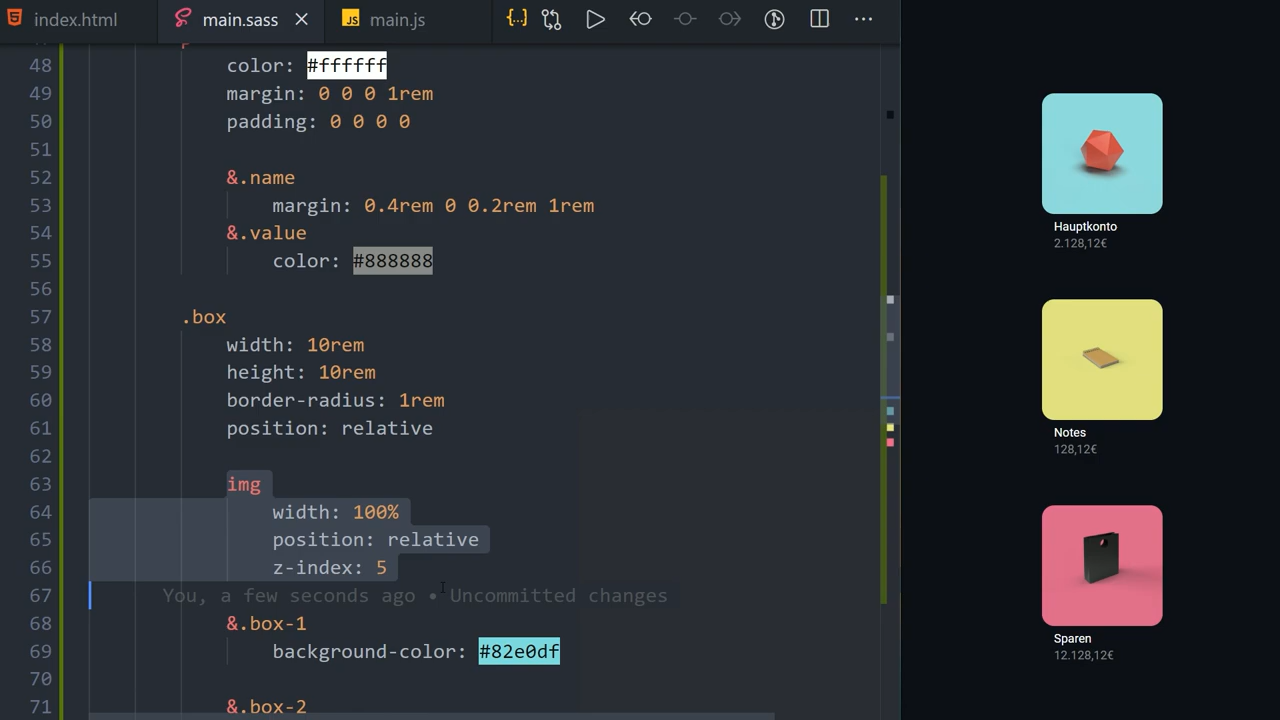 index.html
main.sass
JS main.js
48 color: #ffffff
49 margin: 0 0 0 1rem
50 padding: 0 0 0 0
51
52 &.name
53 margin: 0.4rem 0 0.2rem 1rem
54 &.value
55 color: #888888
56
57 .box
58 width: 10rem
59 height: 10rem
60 border-radius: 1rem
61 position: relative
62
63 img
64 width: 100%
65 position: relative
66 z-index: 5
67 You, a few seconds ago • Uncommitted changes
68 &.box-1
69 background-color: #82e0df
70
71 &.box-2
Hauptkonto
2.128,12€
Notes
128,12€
Sparen
12.128,12€